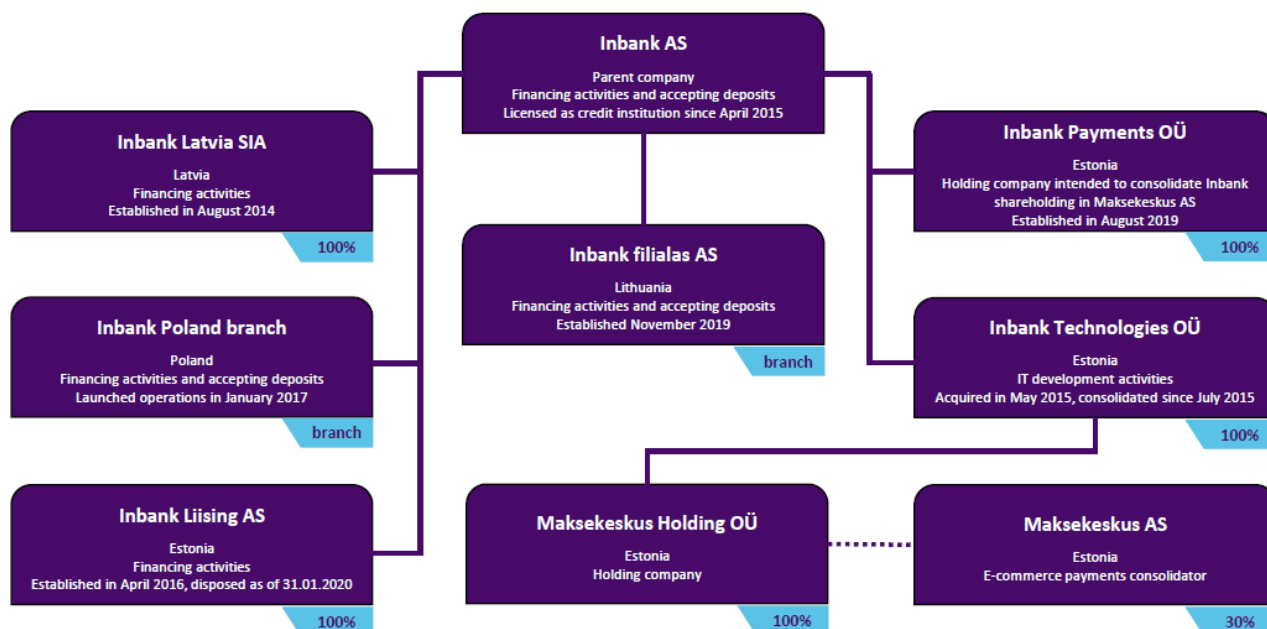 Inbank AS
Parent company
Financing activities and accepting deposits
Licensed as credit institution since April 2015
Inbank Latvia SIA
Latvia
Financing activities
Established in August 2014
100%
Inbank Payments OÜ
Estonia
Holding company intended to consolidate Inbank
shareholding in Maksekeskus AS
Established in August 2019
100%
Inbank filialas AS
Lithuania
Financing activities and accepting deposits
Established November 2019
branch
Inbank Poland branch
Poland
Financing activities and accepting deposits
Launched operations in January 2017
branch
Inbank Technologies OÜ
Estonia
IT development activities
Acquired in May 2015, consolidated since July 2015
100%
Inbank Liising AS
Estonia
Financing activities
Established in April 2016, disposed as of 31.01.2020
100%
Maksekeskus Holding OÜ
Estonia
Holding company
100%
Maksekeskus AS
Estonia
E-commerce payments consolidator
30%